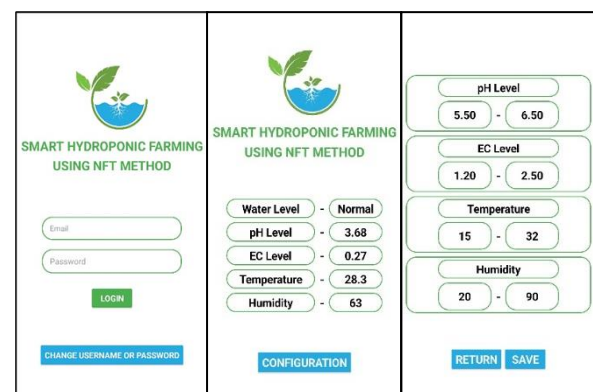 SMART HYDROPONIC FARMING
USING NFT METHOD
Email
Password
LOGIN
CHANGE USERNAME OR PASSWORD
SMART HYDROPONIC FARMING
USING NFT METHOD
Water Level - Normal
pH Level - 3.68
EC Level - 0.27
Temperature - 28.3
Humidity - 63
CONFIGURATION
pH Level
5.50 - 6.50
EC Level
1.20 - 2.50
Temperature
15 - 32
Humidity
20 - 90
RETURN SAVE